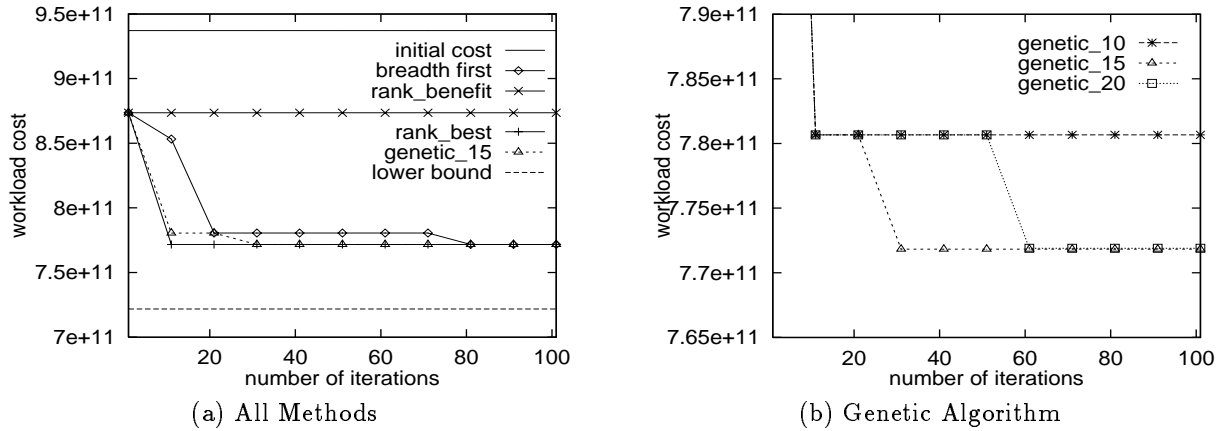 9.5e+11
9e+11
8.5e+11
8e+11
7.5e+11
7e+11
workload cost
initial cost
breadth first
rank_benefit
rank_best
genetic_15
lower bound
20 40 60 80 100
number of iterations
(a) All Methods
7.9e+11
7.85e+11
7.8e+11
7.75e+11
7.7e+11
7.65e+11
workload cost
genetic_10
genetic_15
genetic_20
20 40 60 80 100
number of iterations
(b) Genetic Algorithm